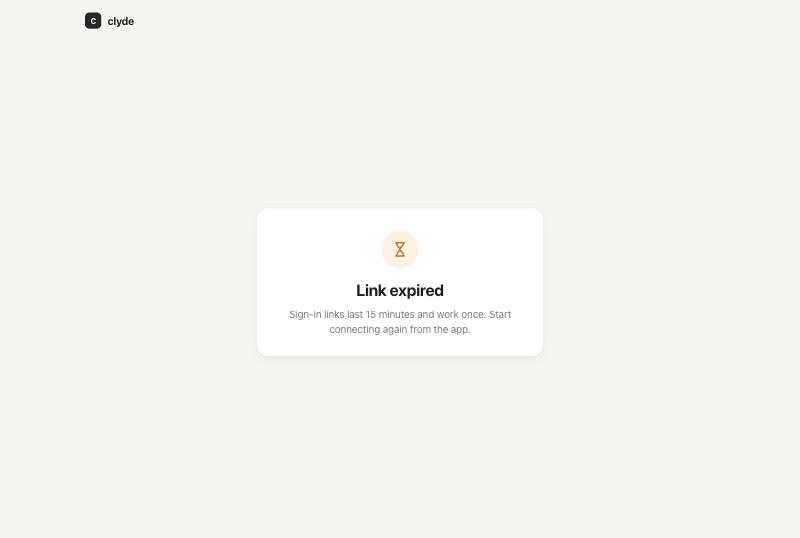 C clyde
Link expired
Sign-in links last 15 minutes and work once. Start
connecting again from the app.